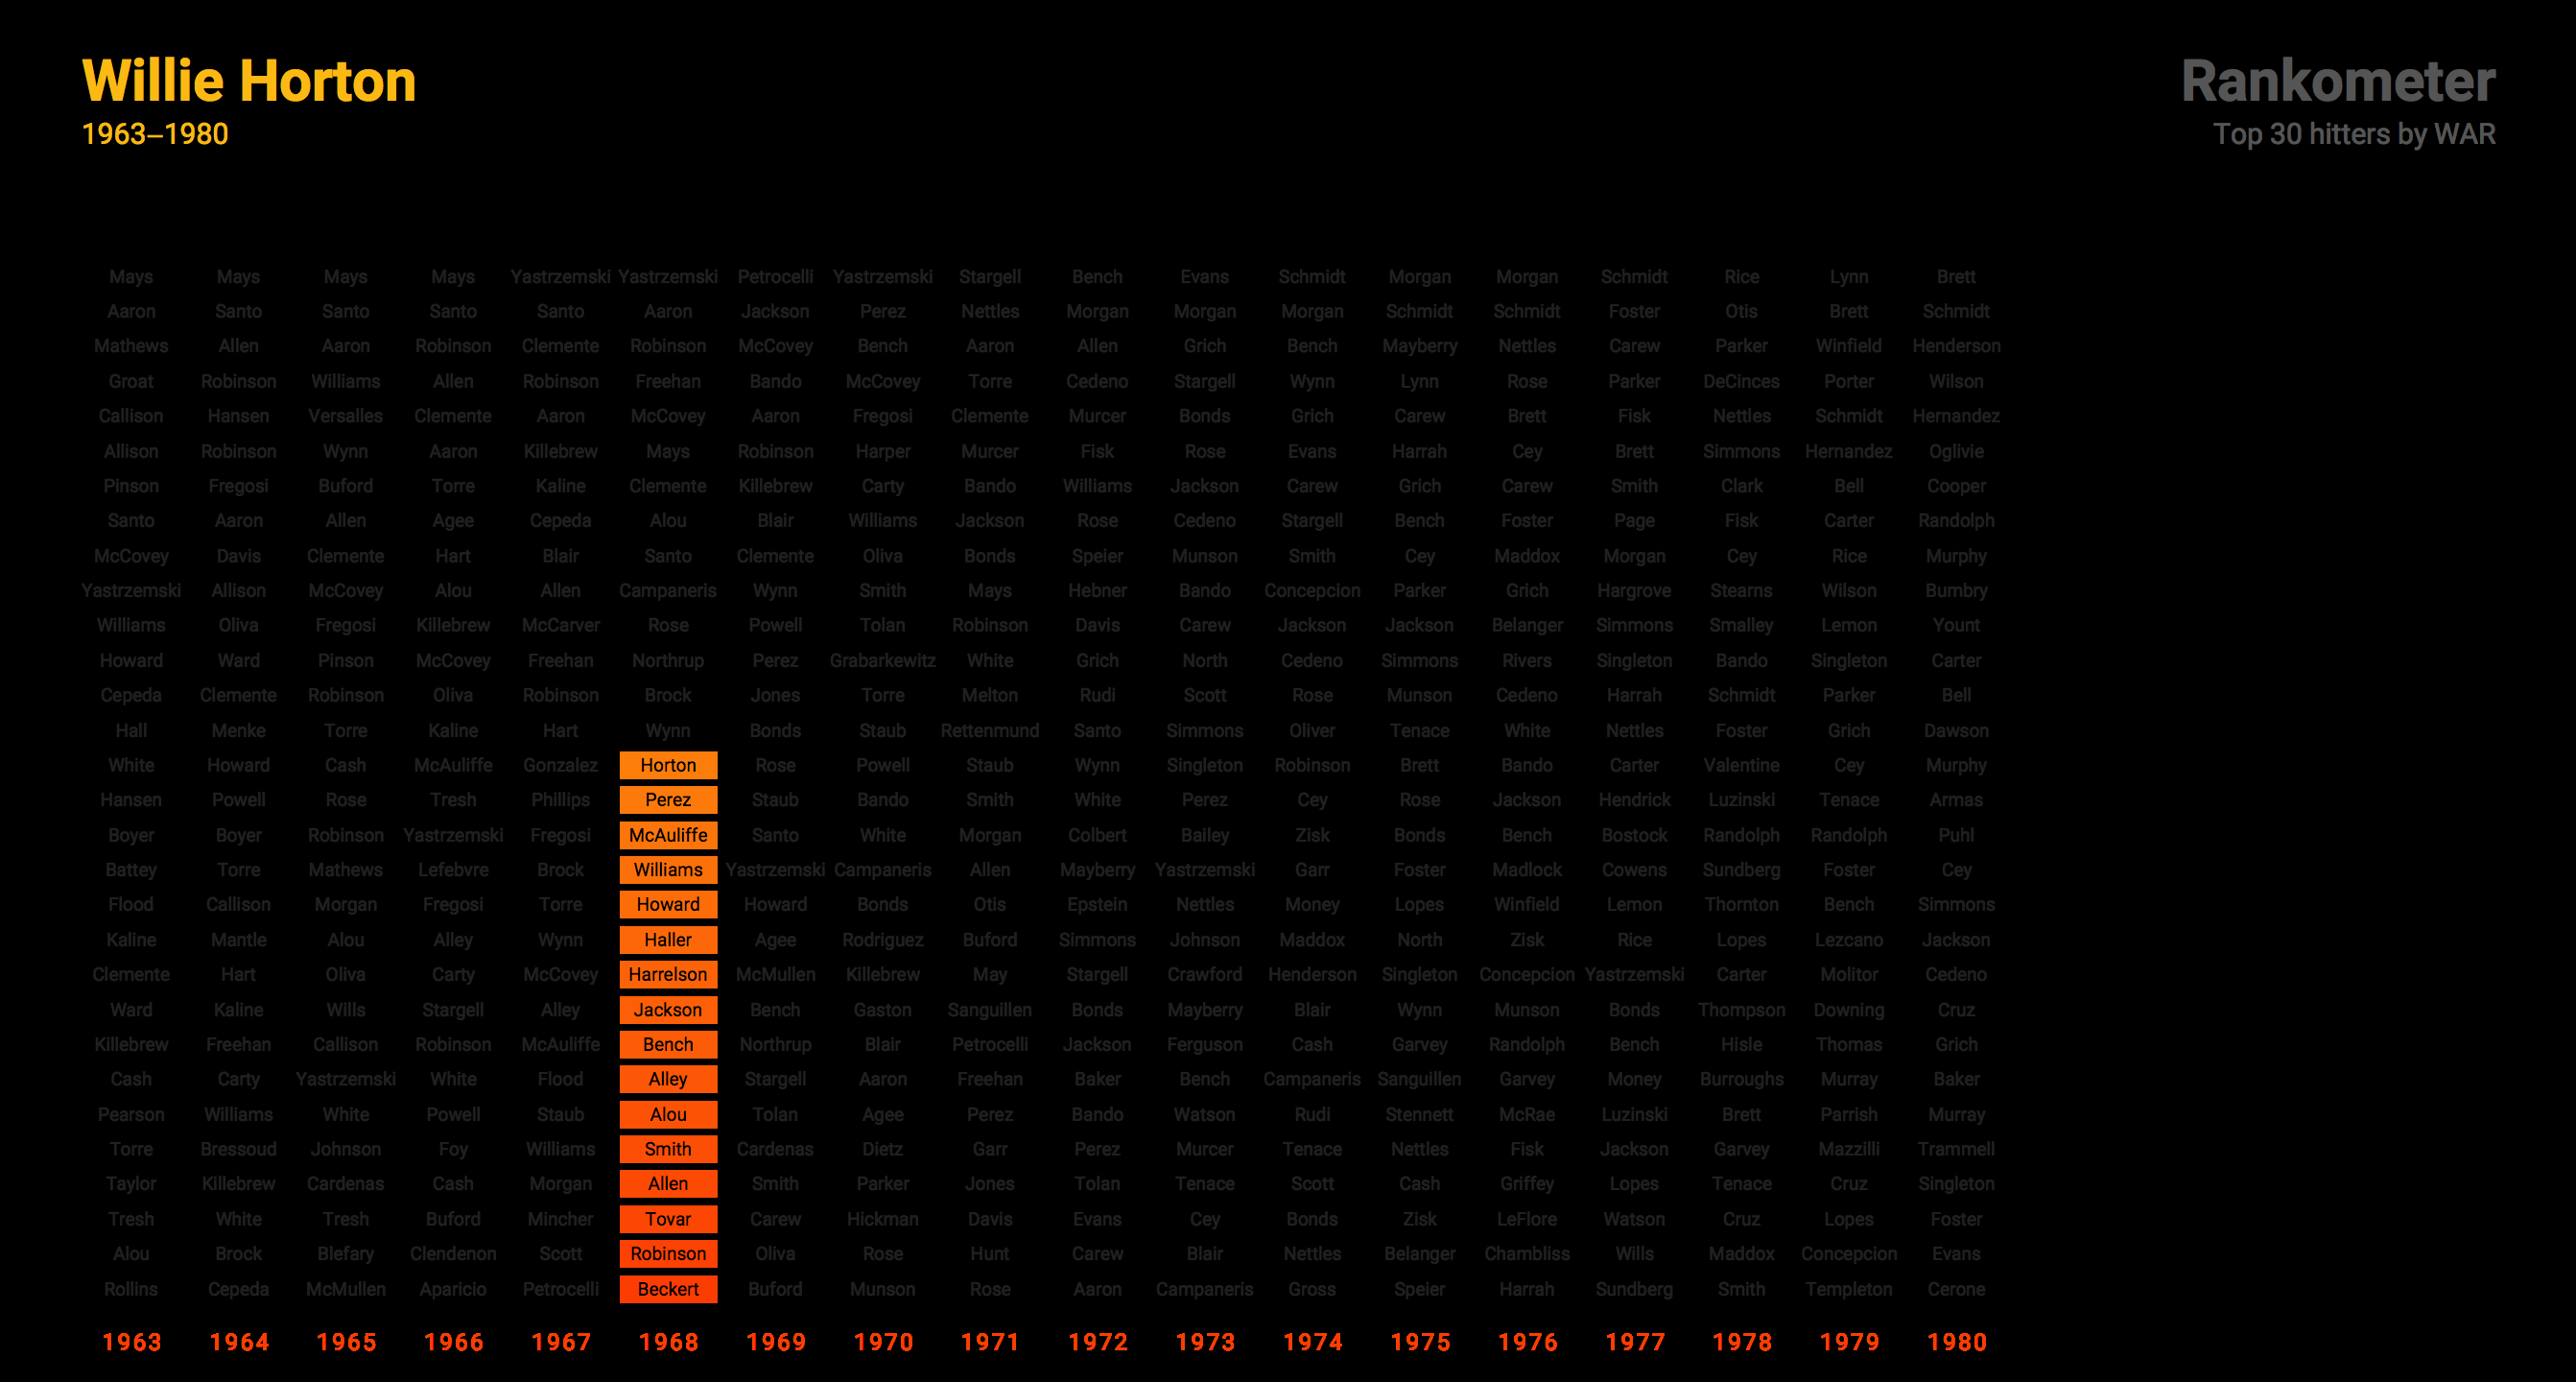 Willie Horton
1963–1980
Rankometer
Top 30 hitters by WAR
Mays Mays Mays Mays Yastrzemski Yastrzemski Petrocelli Yastrzemski Stargell Bench Evans Schmidt Morgan Morgan Schmidt Rice Lynn Brett
Aaron Santo Santo Santo Santo Aaron Jackson Perez Nettles Morgan Morgan Morgan Schmidt Schmidt Foster Otis Brett Schmidt
Mathews Allen Aaron Robinson Clemente Robinson McCovey Bench Aaron Allen Grich Bench Mayberry Nettles Carew Parker Winfield Henderson
Groat Robinson Williams Allen Robinson Freehan Bando McCovey Torre Cedeno Stargell Wynn Lynn Rose Parker DeCinces Porter Wilson
Callison Hansen Versalles Clemente Aaron McCovey Aaron Fregosi Clemente Murcer Bonds Grich Carew Brett Fisk Nettles Schmidt Hernandez
Allison Robinson Wynn Aaron Killebrew Mays Robinson Harper Murcer Fisk Rose Evans Harrah Cey Brett Simmons Hernandez Oglivie
Pinson Fregosi Buford Torre Kaline Clemente Killebrew Carty Bando Williams Jackson Carew Grich Carew Smith Clark Bell Cooper
Santo Aaron Allen Agee Cepeda Alou Blair Williams Jackson Rose Cedeno Stargell Bench Foster Page Fisk Carter Randolph
McCovey Davis Clemente Hart Blair Santo Clemente Oliva Bonds Speier Munson Smith Cey Maddox Morgan Cey Rice Murphy
Yastrzemski Allison McCovey Alou Allen Campaneris Wynn Smith Mays Hebner Bando Concepcion Parker Grich Hargrove Stearns Wilson Bumbry
Williams Oliva Fregosi Killebrew McCarver Rose Powell Tolan Robinson Davis Carew Jackson Jackson Belanger Simmons Smalley Lemon Yount
Howard Ward Pinson McCovey Freehan Northrup Perez Grabarkewitz White Grich North Cedeno Simmons Rivers Singleton Bando Singleton Carter
Cepeda Clemente Robinson Oliva Robinson Brock Jones Torre Melton Rudi Scott Rose Munson Cedeno Harrah Schmidt Parker Bell
Hall Menke Torre Kaline Hart Wynn Bonds Staub Rettenmund Santo Simmons Oliver Tenace White Nettles Foster Grich Dawson
White Howard Cash McAuliffe Gonzalez Horton Rose Powell Staub Wynn Singleton Robinson Brett Bando Carter Valentine Cey Murphy
Hansen Powell Rose Tresh Phillips Perez Staub Bando Smith White Perez Cey Rose Jackson Hendrick Luzinski Tenace Armas
Boyer Boyer Robinson Yastrzemski Fregosi McAuliffe Santo White Morgan Colbert Bailey Zisk Bonds Bench Bostock Randolph Randolph Puhl
Battey Torre Mathews Lefebvre Brock Williams Yastrzemski Campaneris Allen Mayberry Yastrzemski Garr Foster Madlock Cowens Sundberg Foster Cey
Flood Callison Morgan Fregosi Torre Howard Howard Bonds Otis Epstein Nettles Money Lopes Winfield Lemon Thornton Bench Simmons
Kaline Mantle Alou Alley Wynn Haller Agee Rodriguez Buford Simmons Johnson Maddox North Zisk Rice Lopes Lezcano Jackson
Clemente Hart Oliva Carty McCovey Harrelson McMullen Killebrew May Stargell Crawford Henderson Singleton Concepcion Yastrzemski Carter Molitor Cedeno
Ward Kaline Wills Stargell Alley Jackson Bench Gaston Sanguillen Bonds Mayberry Blair Wynn Munson Bonds Thompson Downing Cruz
Killebrew Freehan Callison Robinson McAuliffe Bench Northrup Blair Petrocelli Jackson Ferguson Cash Garvey Randolph Bench Hisle Thomas Grich
Cash Carty Yastrzemski White Flood Alley Stargell Aaron Freehan Baker Bench Campaneris Sanguillen Garvey Money Burroughs Murray Baker
Pearson Williams White Powell Staub Alou Tolan Agee Perez Bando Watson Rudi Stennett McRae Luzinski Brett Parrish Murray
Torre Bressoud Johnson Foy Williams Smith Cardenas Dietz Garr Perez Murcer Tenace Nettles Fisk Jackson Garvey Mazzilli Trammell
Taylor Killebrew Cardenas Cash Morgan Allen Smith Parker Jones Tolan Tenace Scott Cash Griffey Lopes Tenace Cruz Singleton
Tresh White Tresh Buford Mincher Tovar Carew Hickman Davis Evans Cey Bonds Zisk LeFlore Watson Cruz Lopes Foster
Alou Brock Blefary Clendenon Scott Robinson Oliva Rose Hunt Carew Blair Nettles Belanger Chambliss Wills Maddox Concepcion Evans
Rollins Cepeda McMullen Aparicio Petrocelli Beckert Buford Munson Rose Aaron Campaneris Gross Speier Harrah Sundberg Smith Templeton Cerone
1963 1964 1965 1966 1967 1968 1969 1970 1971 1972 1973 1974 1975 1976 1977 1978 1979 1980